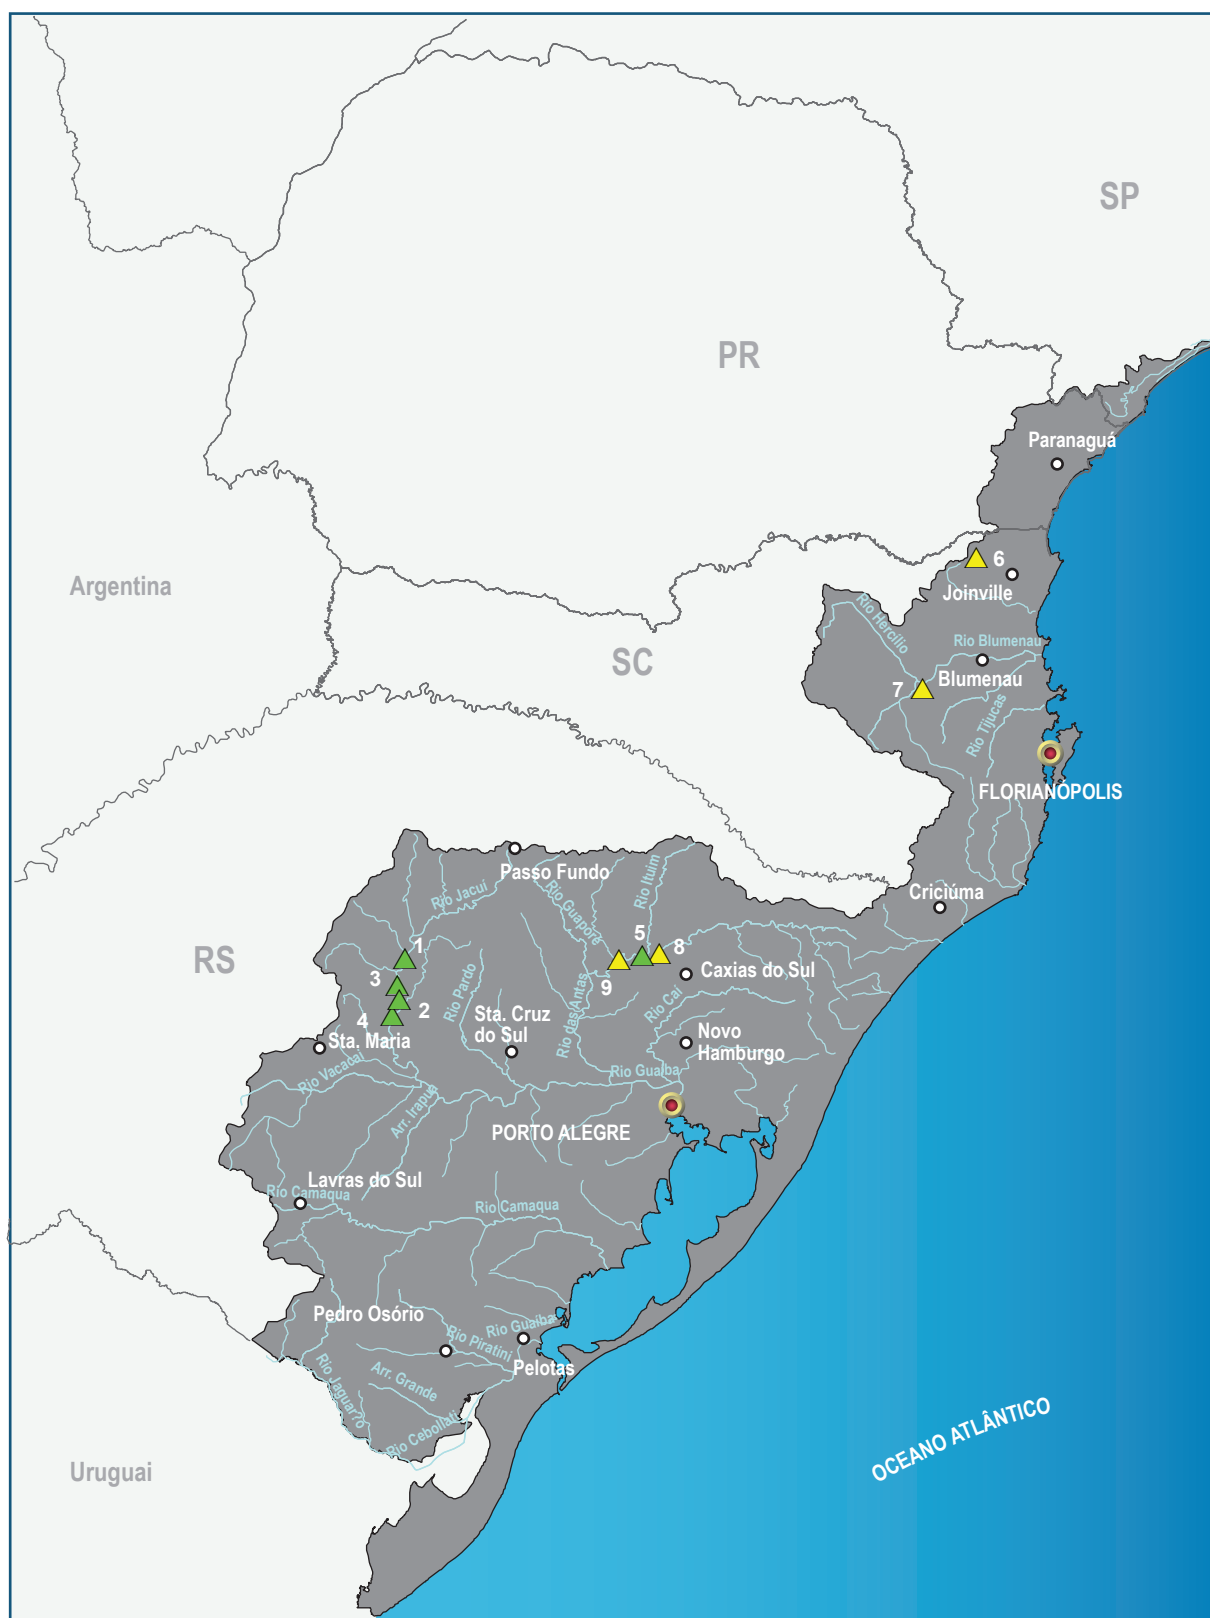 SP
PR
Paranaguá
6
Joinville
Argentina
Rio Hercílio
Rio Blumenau
SC
Blumenau
7
Rio Tijucas
FLORIANÓPOLIS
Passo Fundo
Rio Jacuí
Rio Guaporé
Rio Ituim
Criciúma
RS
1
5
8
3
9
Caxias do Sul
2
4
Rio Pardo
Rio das Antas
Rio Caí
Sta. Cruz
do Sul
Sta. Maria
Novo
Hamburgo
Rio Vacacaí
Rio Guaíba
Arr. Irapuá
PORTO ALEGRE
Lavras do Sul
Rio Camaqua
Rio Camaqua
Pedro Osório
Rio Guaíba
Rio Piratini
Pelotas
Rio Jaguar?o
Arr. Grande
Rio Cebollati
OCEANO ATLÂNTICO
Uruguai